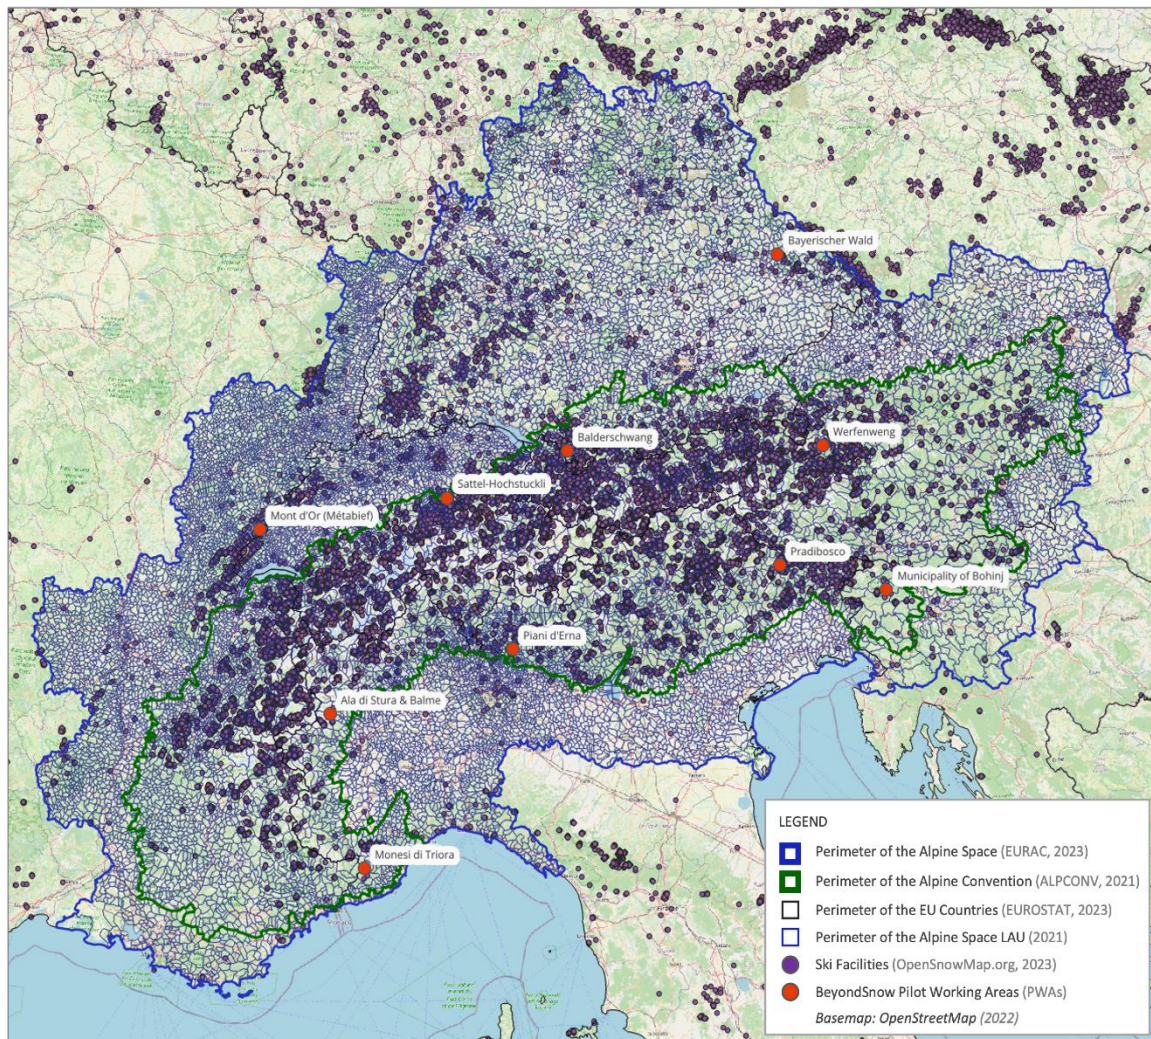 Bayerischer Wald
Balderschwang
Werfenweng
Sattel-Hochstuckli
Mont d'Or (Métabief)
Pradibosco
Municipality of Bohinj
Piani d'Erna
Ala di Stura & Balme
Monesi di Triora
LEGEND
Perimeter of the Alpine Space (EURAC, 2023)
Perimeter of the Alpine Convention (ALPCONV, 2021)
Perimeter of the EU Countries (EUROSTAT, 2023)
Perimeter of the Alpine Space LAU (2021)
Ski Facilities (OpenSnowMap.org, 2023)
BeyondSnow Pilot Working Areas (PWAs)
Basemap: OpenStreetMap (2022)